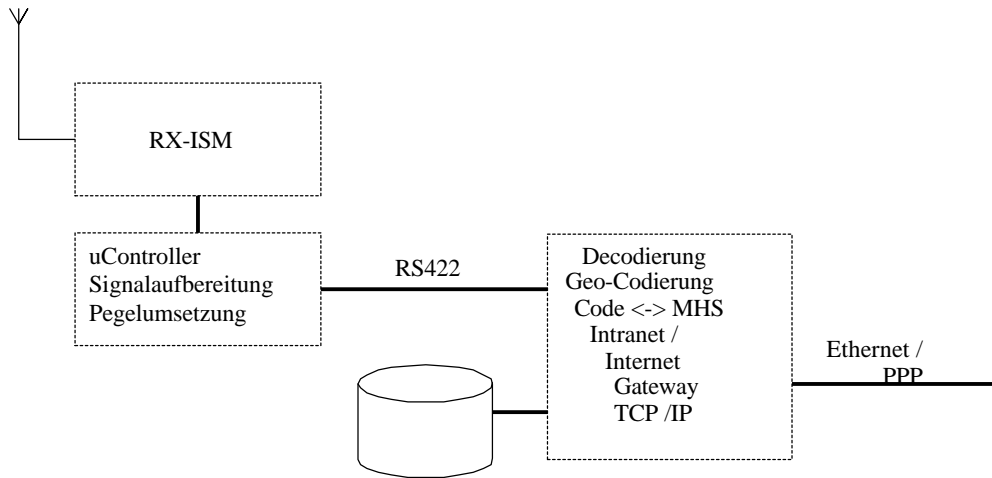 RX-ISM
uController
Signalaufbereitung
Pegelumsetzung
RS422
Decodierung
Geo-Codierung
Code <-> MHS
Intranet /
Internet
Gateway
TCP /IP
Ethernet /
PPP